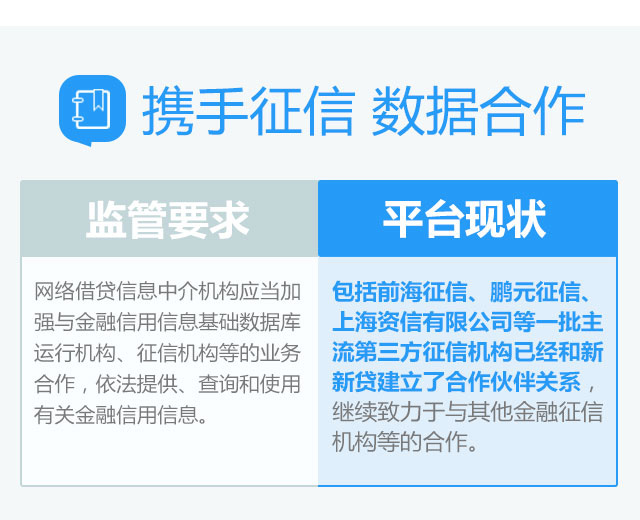 携手征信 数据合作
监管要求
网络借贷信息中介机构应当加
强与金融信用信息基础数据库
运行机构、征信机构等的业务
合作，依法提供、查询和使用
有关金融信用信息。
平台现状
包括前海征信、鹏元征信、
上海资信有限公司等一批主
流第三方征信机构已经和新
新贷建立了合作伙伴关系，
继续致力于与其他金融征信
机构等的合作。